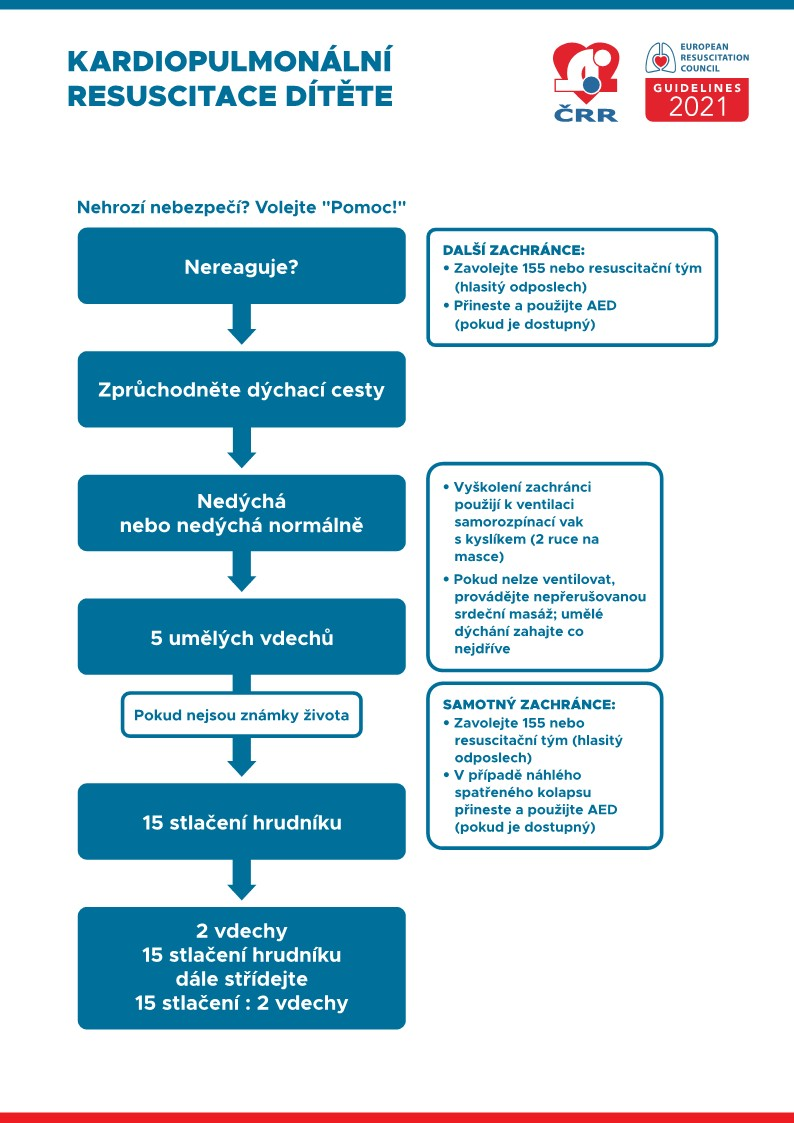 KARDIOPULMONÁLNÍ
RESUSCITACE DÍTĚTE
ČRR
EUROPEAN
RESUSCITATION
COUNCIL
GUIDELINES
2021
Nehrozí nebezpečí? Volejte "Pomoc!"
Nereaguje?
DALŠÍ ZACHRÁNCE:
• Zavolejte 155 nebo resuscitační tým
(hlasitý odposlech)
• Přineste a použijte AED
(pokud je dostupný)
Zprůchodněte dýchací cesty
Nedýchá
nebo nedýchá normálně
• Vyškolení zachránci
použijí k ventilaci
samorozpínací vak
s kyslíkem (2 ruce na
masce)
• Pokud nelze ventilovat,
provádějte nepřerušovanou
srdeční masáž; umělé
dýchání zahajte co
nejdříve
5 umělých vdechů
Pokud nejsou známky života
SAMOTNÝ ZACHRÁNCE:
• Zavolejte 155 nebo
resuscitační tým (hlasitý
odposlech)
• V případě náhlého
spatřeného kolapsu
přineste a použijte AED
(pokud je dostupný)
15 stlačení hrudníku
2 vdechy
15 stlačení hrudníku
dále střídejte
15 stlačení : 2 vdechy